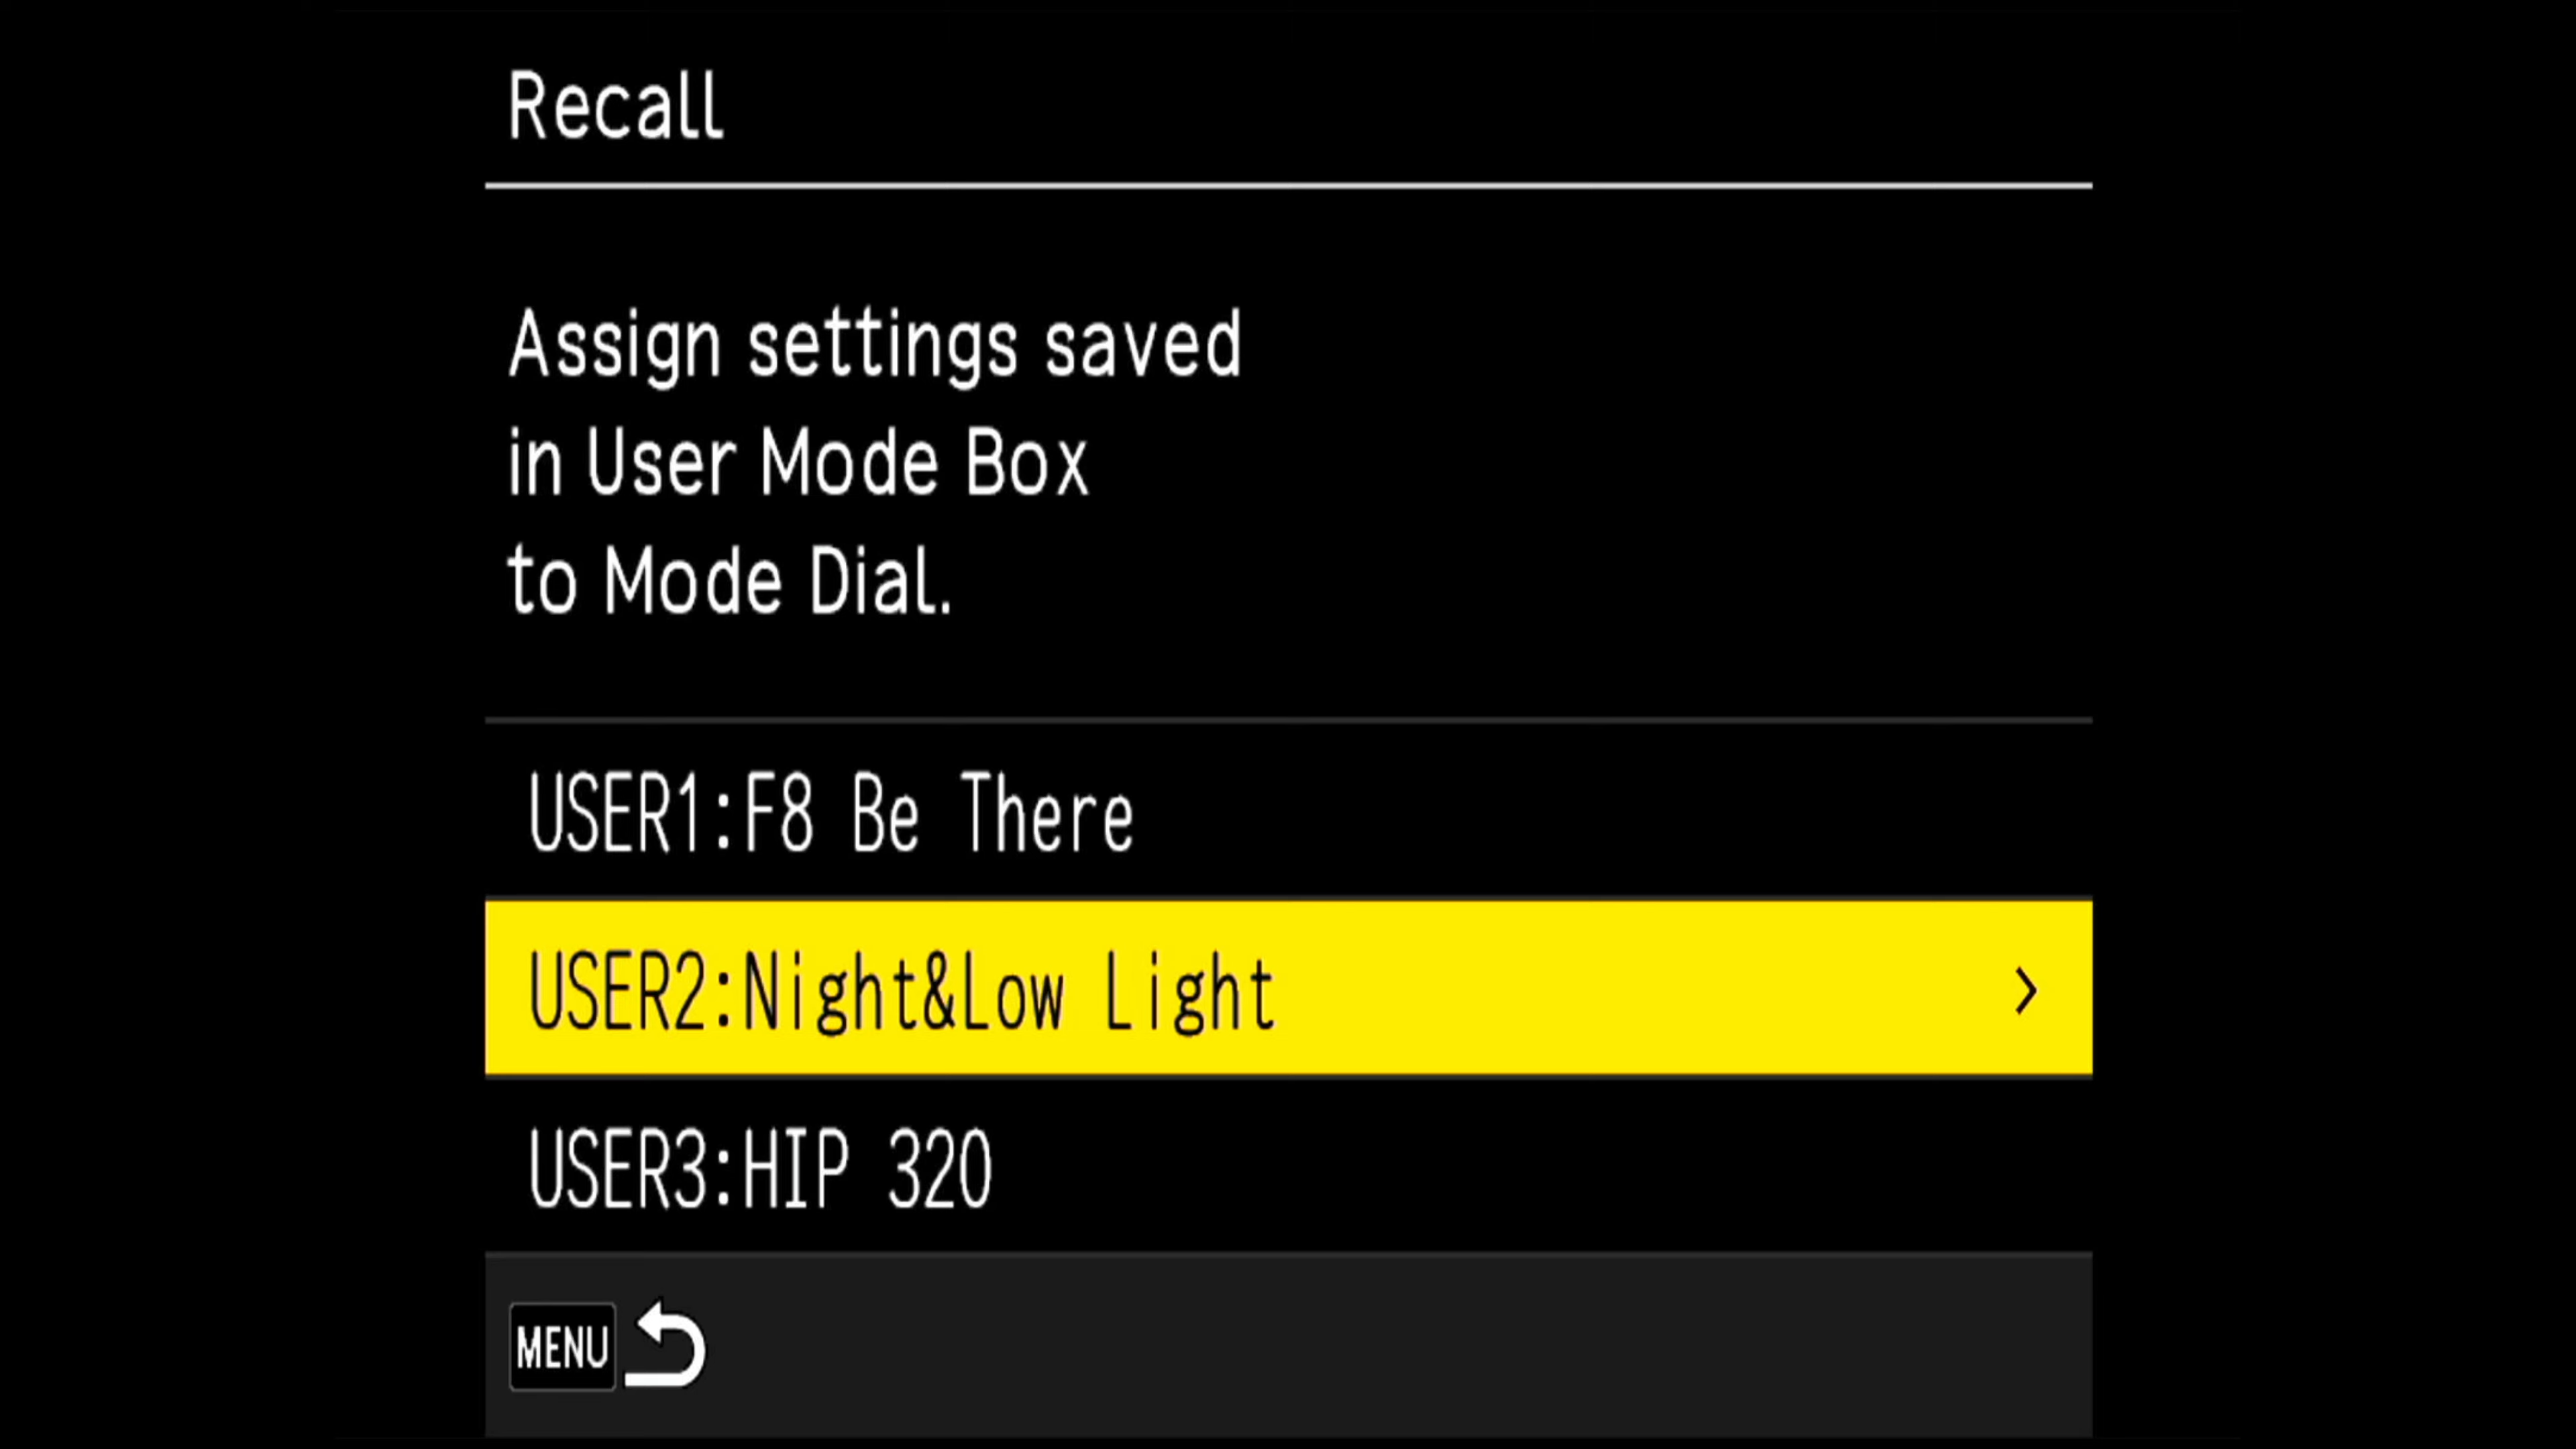 Recall
Assign settings saved
in User Mode Box
to Mode Dial.
USER1:F8 Be There
USER2:Night&Low Light
USER3:HIP 320
MENU